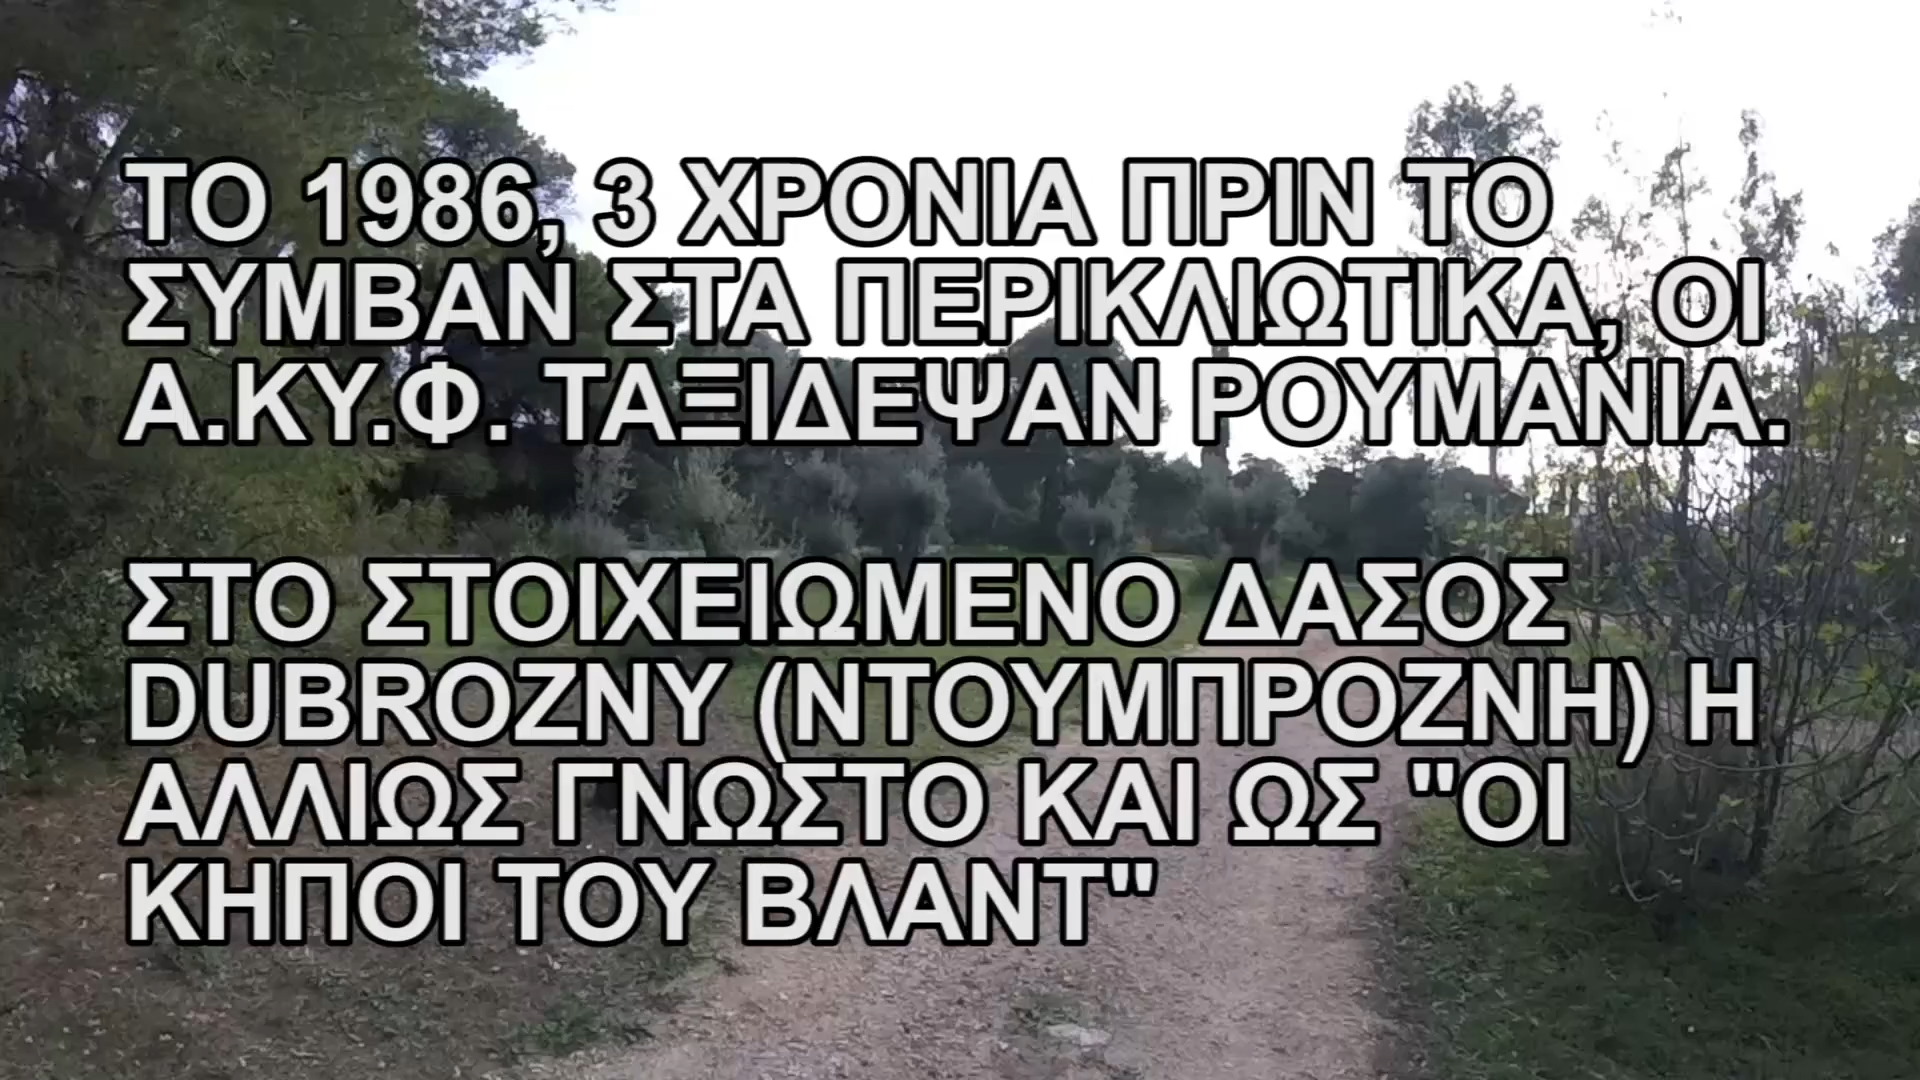 ΤΟ 1986, 3 ΧΡΟΝΙΑ ΠΡΙΝ ΤΟ
ΣΥΜΒΑΝ ΣΤΑ ΠΕΡΙΚΛΙΩΤΙΚΑ, ΟΙ
Α.ΚΥ.Φ. ΤΑΞΙΔΕΨΑΝ ΡΟΥΜΑΝΙΑ.
ΣΤΟ ΣΤΟΙΧΕΙΩΜΕΝΟ ΔΑΣΟΣ
DUBROZNY (ΝΤΟΥΜΠΡΟΖΝΗ) Η
ΑΛΛΙΩΣ ΓΝΩΣΤΟ ΚΑΙ ΩΣ "ΟΙ
ΚΗΠΟΙ ΤΟΥ ΒΛΑΝΤ"